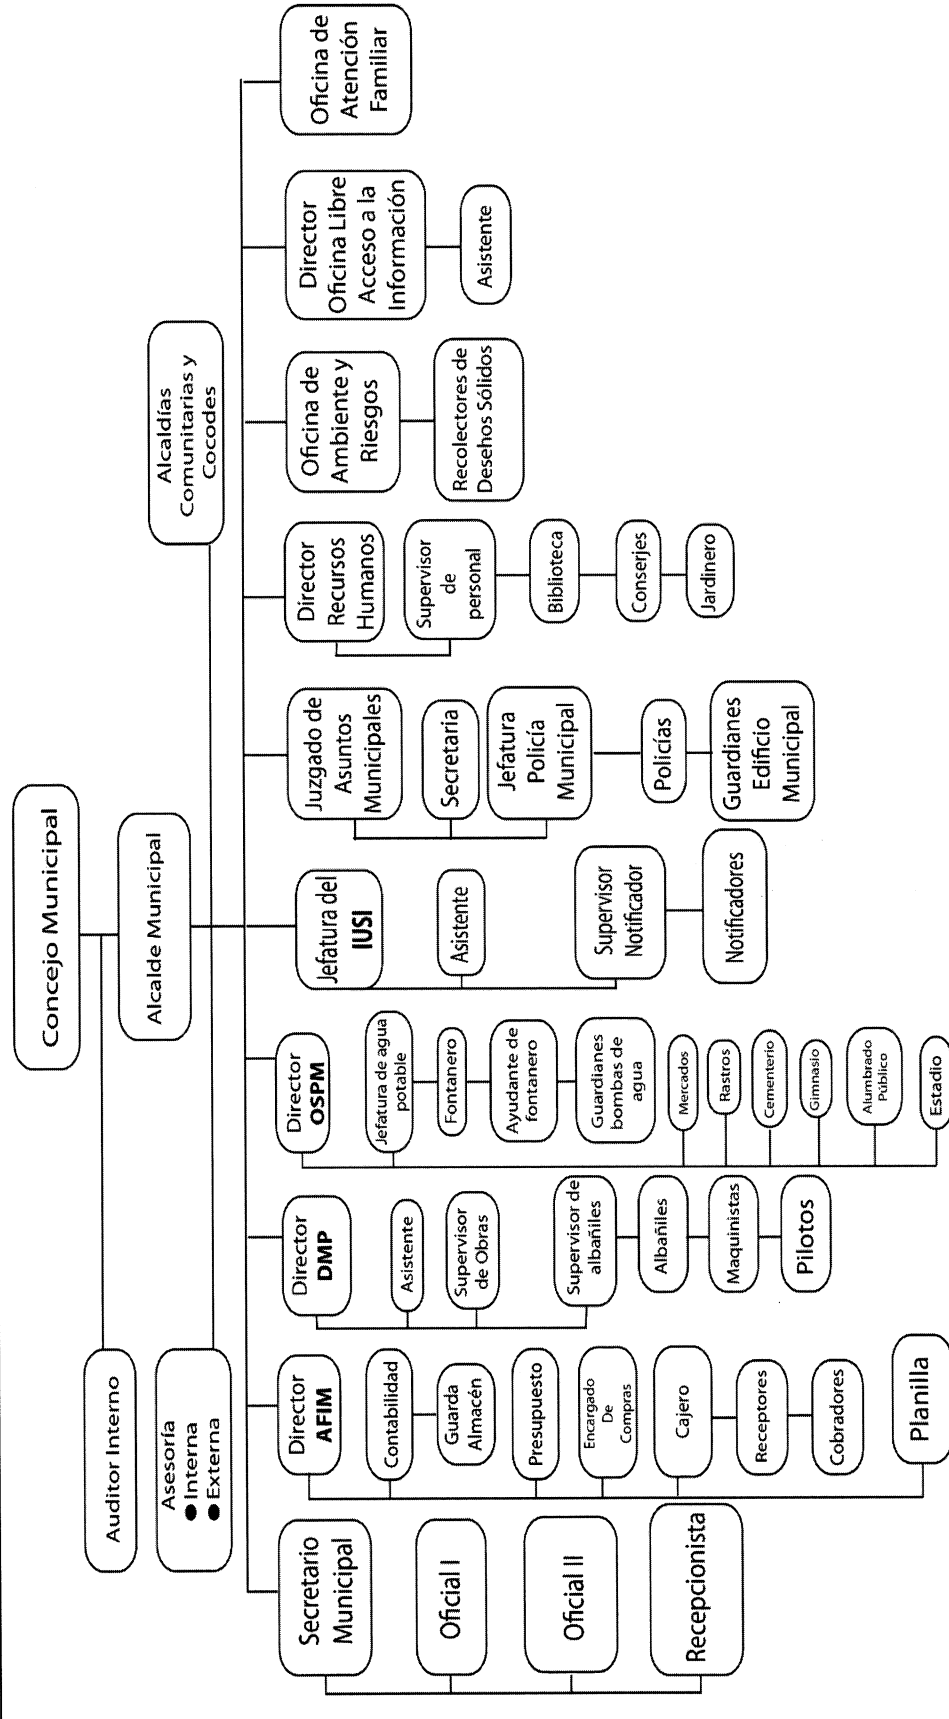 Concejo Municipal
Auditor Interno
Alcalde Municipal
Asesoría
● Interna
● Externa
Alcaldías
Comunitarias y
Cocodes
Secretario
Municipal
Oficial I
Oficial II
Recepcionista
Director
AFIM
Contabilidad
Guarda
Almacén
Presupuesto
Encargado
De
Compras
Cajero
Receptores
Cobradores
Planilla
Director
DMP
Asistente
Supervisor
de Obras
Supervisor de
albañiles
Albañiles
Maquinistas
Pilotos
Director
OSPM
Jefatura de agua
potable
Fontanero
Ayudante de
fontanero
Guardianes
bombas de
agua
Mercados
Rastros
Cementerio
Gimnasio
Alumbrado
Público
Estadio
Jefatura del
IUSI
Asistente
Supervisor
Notificador
Notificadores
Juzgado de
Asuntos
Municipales
Secretaria
Jefatura
Policía
Municipal
Policías
Guardianes
Edificio
Municipal
Director
Recursos
Humanos
Supervisor
de
personal
Biblioteca
Conserjes
Jardinero
Oficina de
Ambiente y
Riesgos
Recolectores de
Desehos Sólidos
Director
Oficina Libre
Acceso a la
Información
Asistente
Oficina de
Atención
Familiar